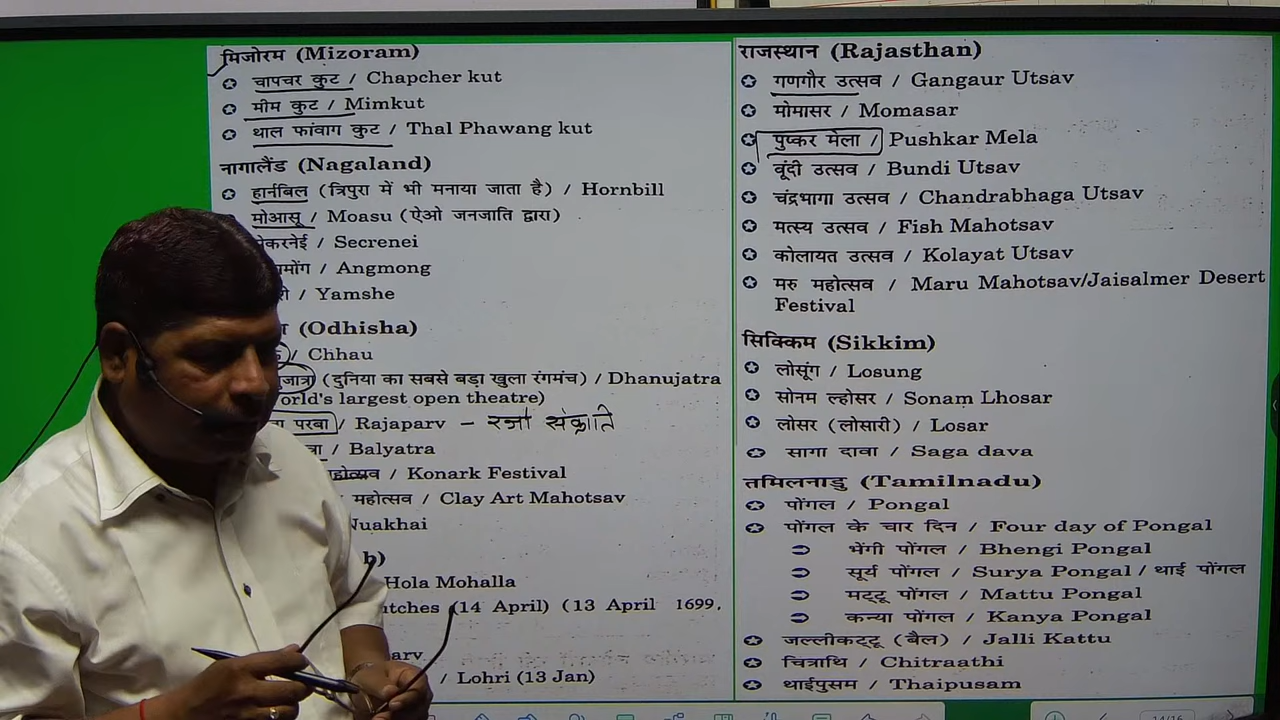 मिजोरम (Mizoram)
चापचर कुट / Chapcher kut
मीम कुट / Mimkut
थाल फांवाग कुट / Thal Phawang kut
नागालैंड (Nagaland)
हार्नबिल (त्रिपुरा में भी मनाया जाता है) / Hornbill
मोआसू / Moasu (ऐओ जनजाति द्वारा)
/ Secrenei
/ Angmong
/ Yamshe
(Odhisha)
/ Chhau
(दुनिया का सबसे बड़ा खुला रंगमंच) / Dhanujatra
largest open theatre)
परबा / Rajaparv – रजा संक्रांति
/ Balyatra
/ Konark Festival
महोत्सव / Clay Art Mahotsav
Nuakhai
Hola Mohalla
(14 April) (13 April 1699,
/ Lohri (13 Jan)
राजस्थान (Rajasthan)
गणगौर उत्सव / Gangaur Utsav
मोमासर / Momasar
पुष्कर मेला / Pushkar Mela
बूंदी उत्सव / Bundi Utsav
चंद्रभागा उत्सव / Chandrabhaga Utsav
मत्स्य उत्सव / Fish Mahotsav
कोलायत उत्सव / Kolayat Utsav
मरु महोत्सव / Maru Mahotsav/Jaisalmer Desert
Festival
सिक्किम (Sikkim)
लोसूंग / Losung
सोनम ल्होसर / Sonam Lhosar
लोसर (लोसारी) / Losar
सागा दावा / Saga dava
तमिलनाडु (Tamilnadu)
पोंगल / Pongal
पोंगल के चार दिन / Four day of Pongal
भेंगी पोंगल / Bhengi Pongal
सूर्य पोंगल / Surya Pongal / थाई पोंगल
मट्टू पोंगल / Mattu Pongal
कन्या पोंगल / Kanya Pongal
जल्लीकट्टू (बैल) / Jalli Kattu
चित्राथि / Chitraathi
थाईपुसम / Thaipusam
14/16